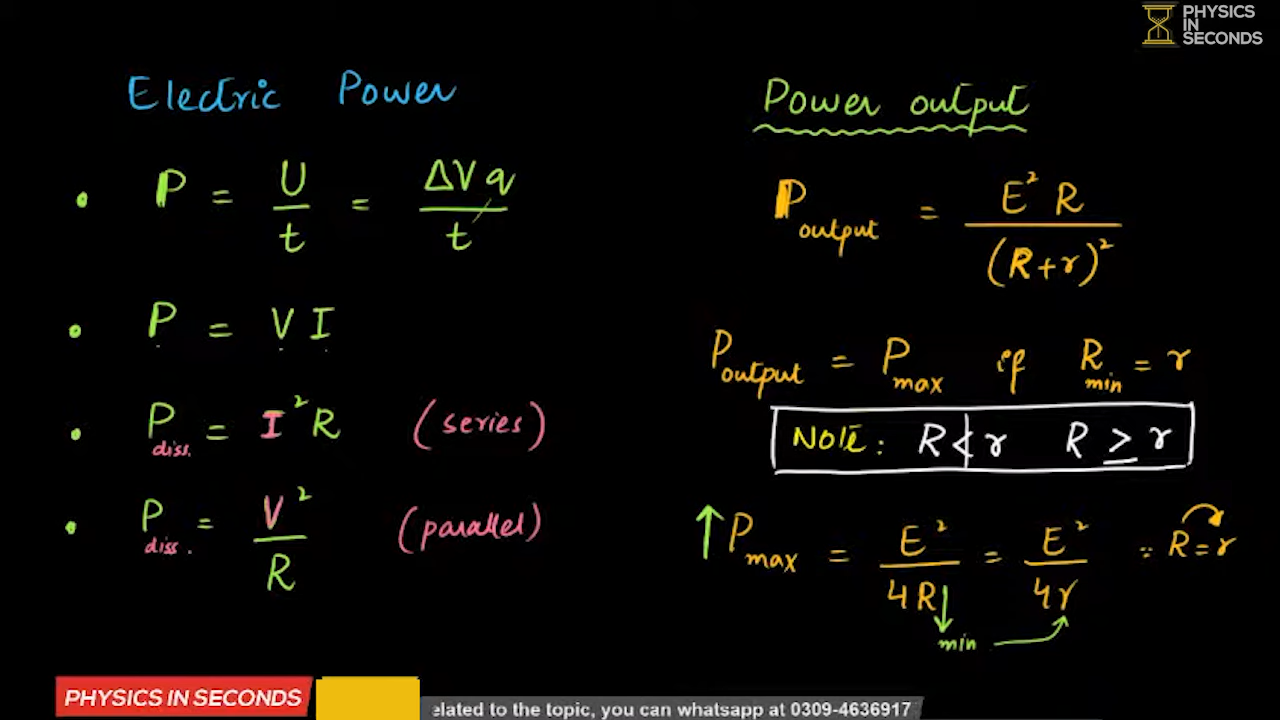 PHYSICS
IN
SECONDS
Electric Power
• P = U/t = ΔVq/t
• P = VI
• P diss. = I²R (series)
• P diss. = V²/R (parallel)
Power output
P output = E²R/(R+r)²
P output = P max if R min = r
Note: R ≮ r R ≥ r
↑ P max = E²/4R↓ = E²/4r ∵ R = r
min
PHYSICS IN SECONDS
elated to the topic, you can whatsapp at 0309-4636917